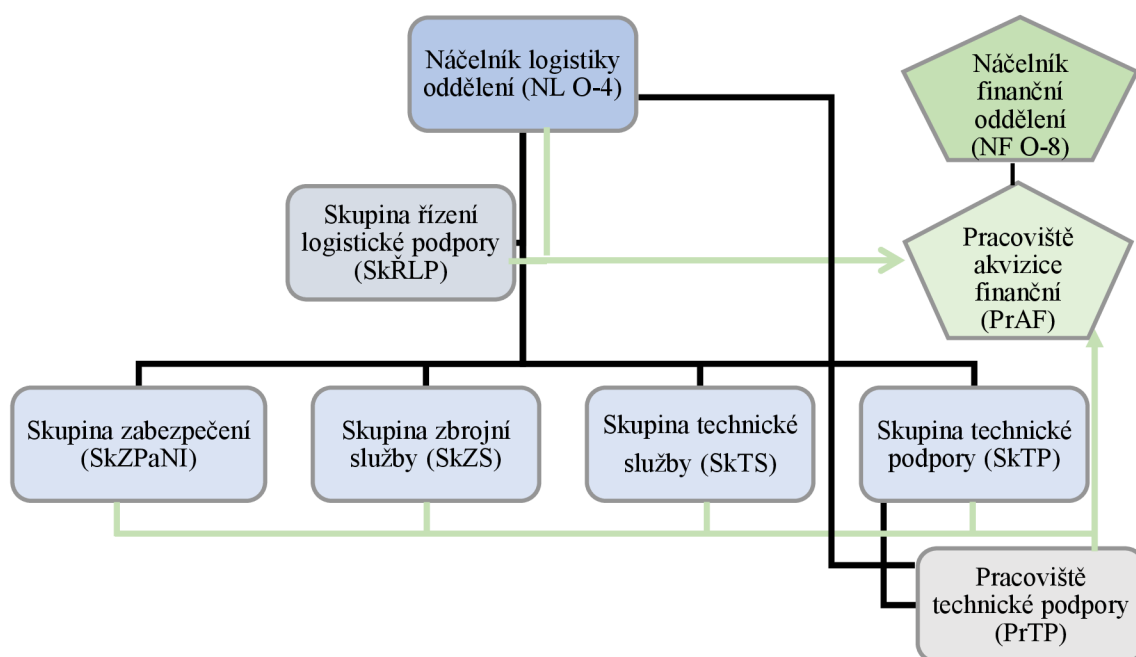 Náčelník logistiky
oddělení (NL O-4)
Náčelník
finanční
oddělení
(NF O-8)
Skupina řízení
logistické podpory
(SkŘLP)
Pracoviště
akvizice
finanční
(PrAF)
Skupina zabezpečení
(SkZPaNI)
Skupina zbrojní
služby (SkZS)
Skupina technické
služby (SkTS)
Skupina technické
podpory (SkTP)
Pracoviště
technické podpory
(PrTP)